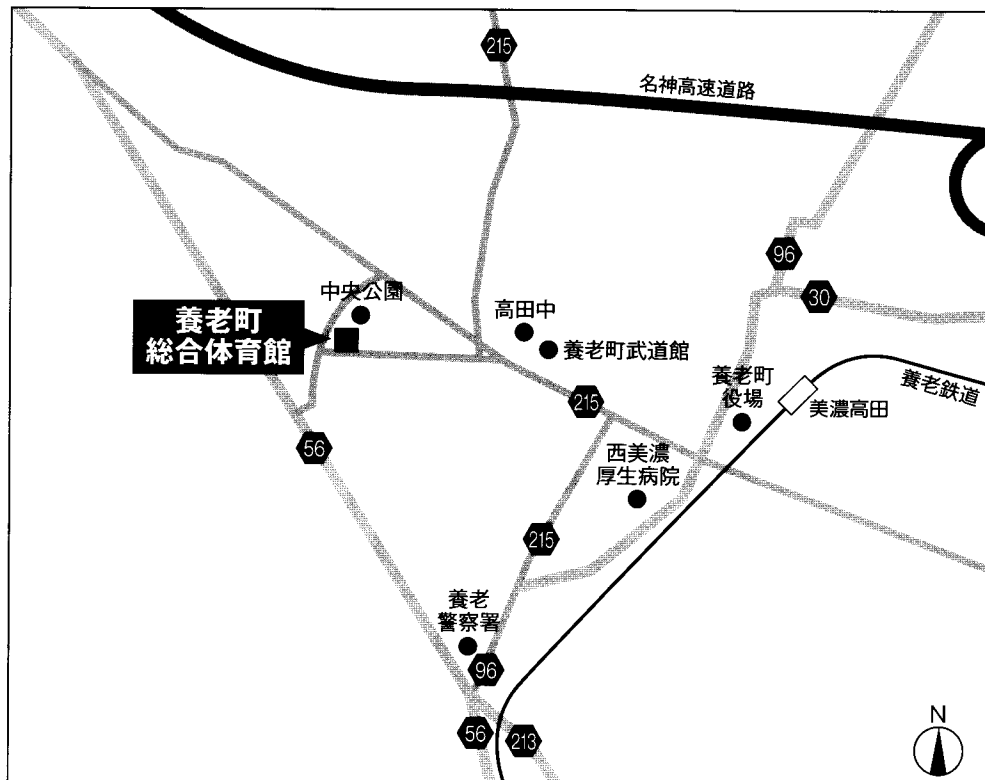 215
名神高速道路
96
30
中央公園
高田中
養老町
総合体育館
養老町武道館
養老町
役場
養老鉄道
美濃高田
215
56
西美濃
厚生病院
215
養老
警察署
96
56
213
N